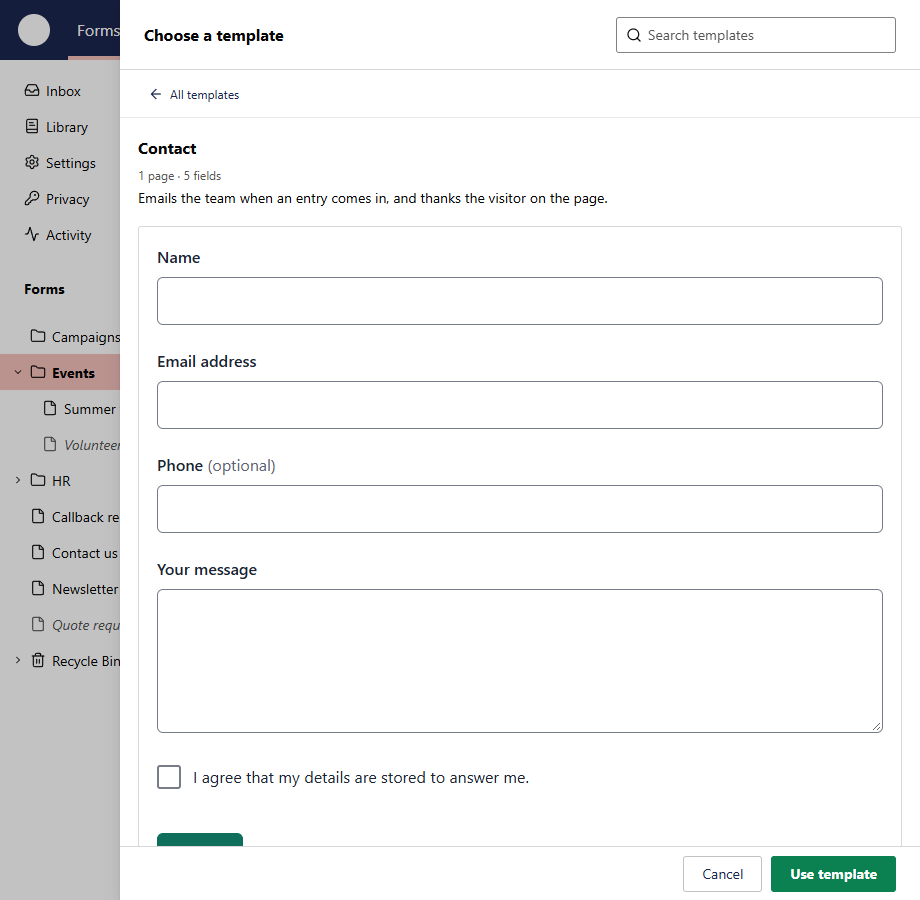 Forms
Choose a template
Search templates
All templates
Inbox
Library
Settings
Privacy
Activity
Forms
Campaigns
Events
Summer
Volunteer
HR
Callback re
Contact us
Newsletter
Quote requ
Recycle Bin
Contact
1 page · 5 fields
Emails the team when an entry comes in, and thanks the visitor on the page.
Name
Email address
Phone (optional)
Your message
I agree that my details are stored to answer me.
Cancel
Use template